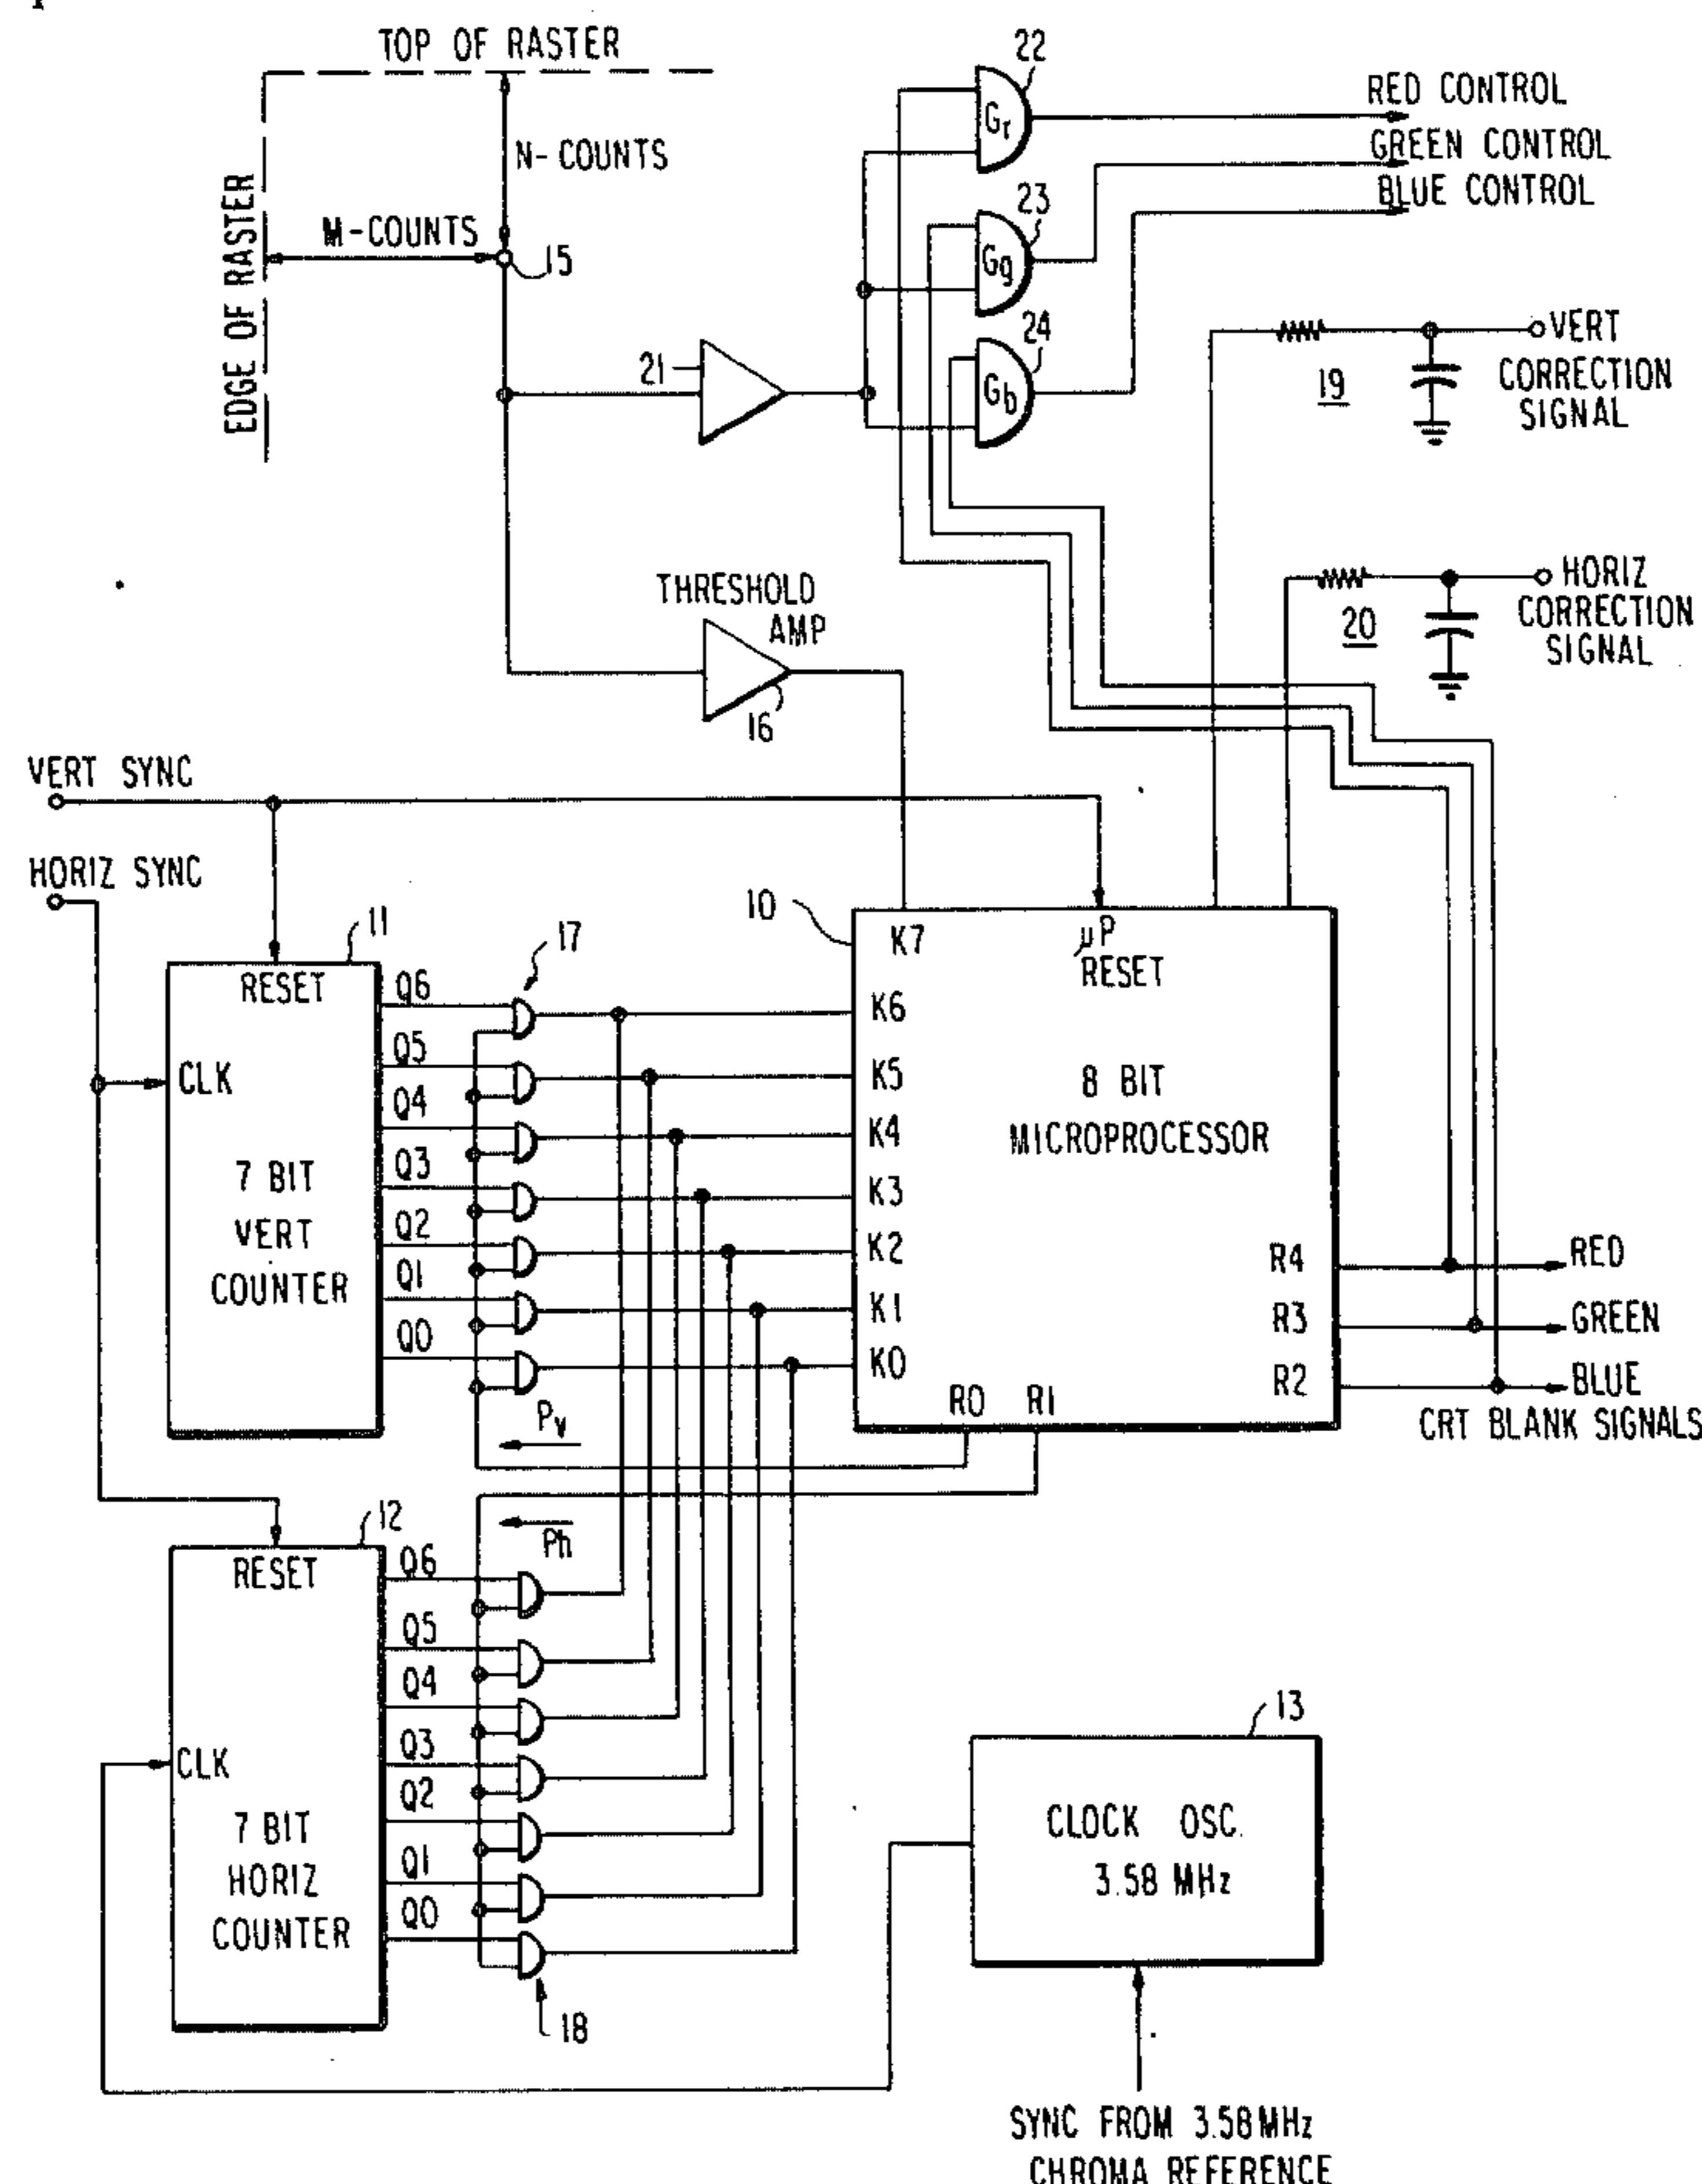 TOP OF RASTER
22
RED CONTROL
Gr
N-COUNTS
GREEN CONTROL
BLUE CONTROL
EDGE OF RASTER
M-COUNTS
15
23
Gg
24
VERT
CORRECTION
SIGNAL
21
Gb
19
THRESHOLD
AMP
HORIZ
CORRECTION
SIGNAL
20
16
VERT SYNC
HORIZ SYNC
10
K7
μP
RESET
11
17
RESET
Q6
K6
Q5
CLK
K5
8 BIT
MICROPROCESSOR
Q4
K4
7 BIT
VERT
COUNTER
Q3
K3
Q2
K2
R4
RED
Q1
K1
R3
GREEN
Q0
K0
R2
BLUE
R0
R1
CRT BLANK SIGNALS
Pv
12
Ph
RESET
Q6
Q5
Q4
13
CLK
Q3
Q2
7 BIT
HORIZ
COUNTER
CLOCK OSC.
3.58 MHz
Q1
Q0
18
SYNC FROM 3.58MHz
CHROMA REFERENCE